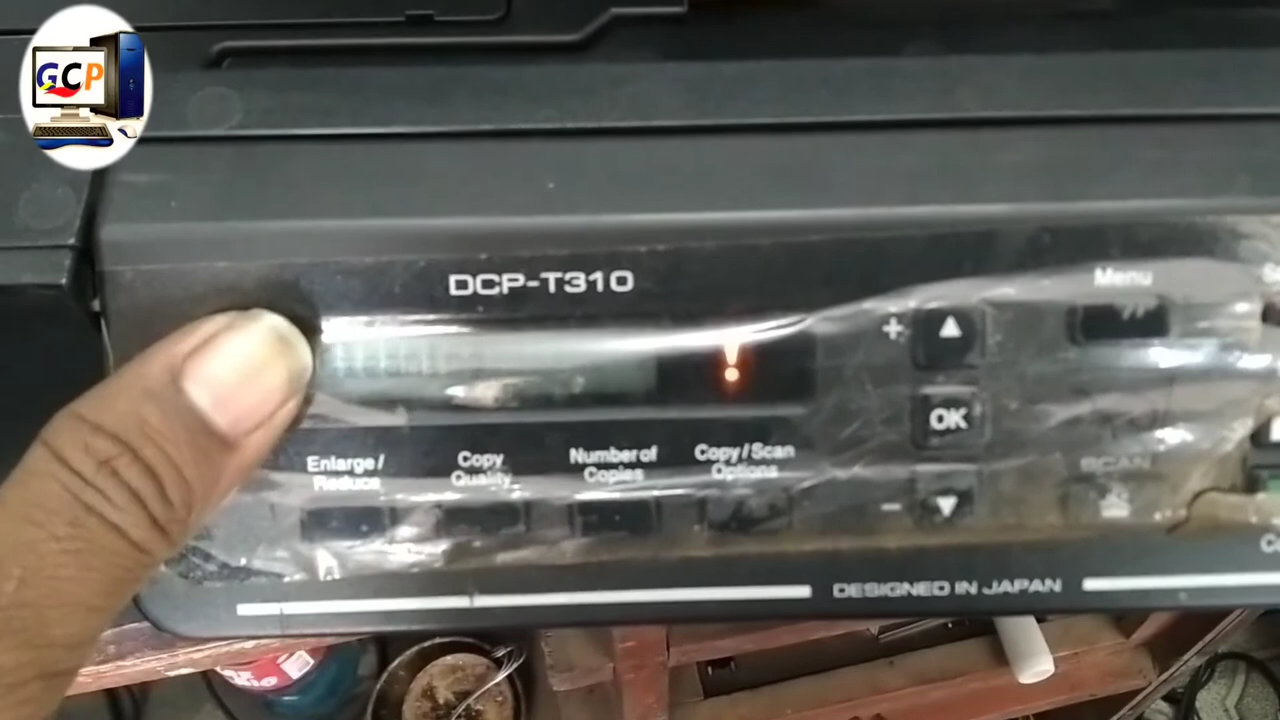 GCP
DCP-T310
Menu
+
OK
Enlarge /
Reduce
Copy
Quality
Number of
Copies
Copy / Scan
Options
SCAN
−
DESIGNED IN JAPAN